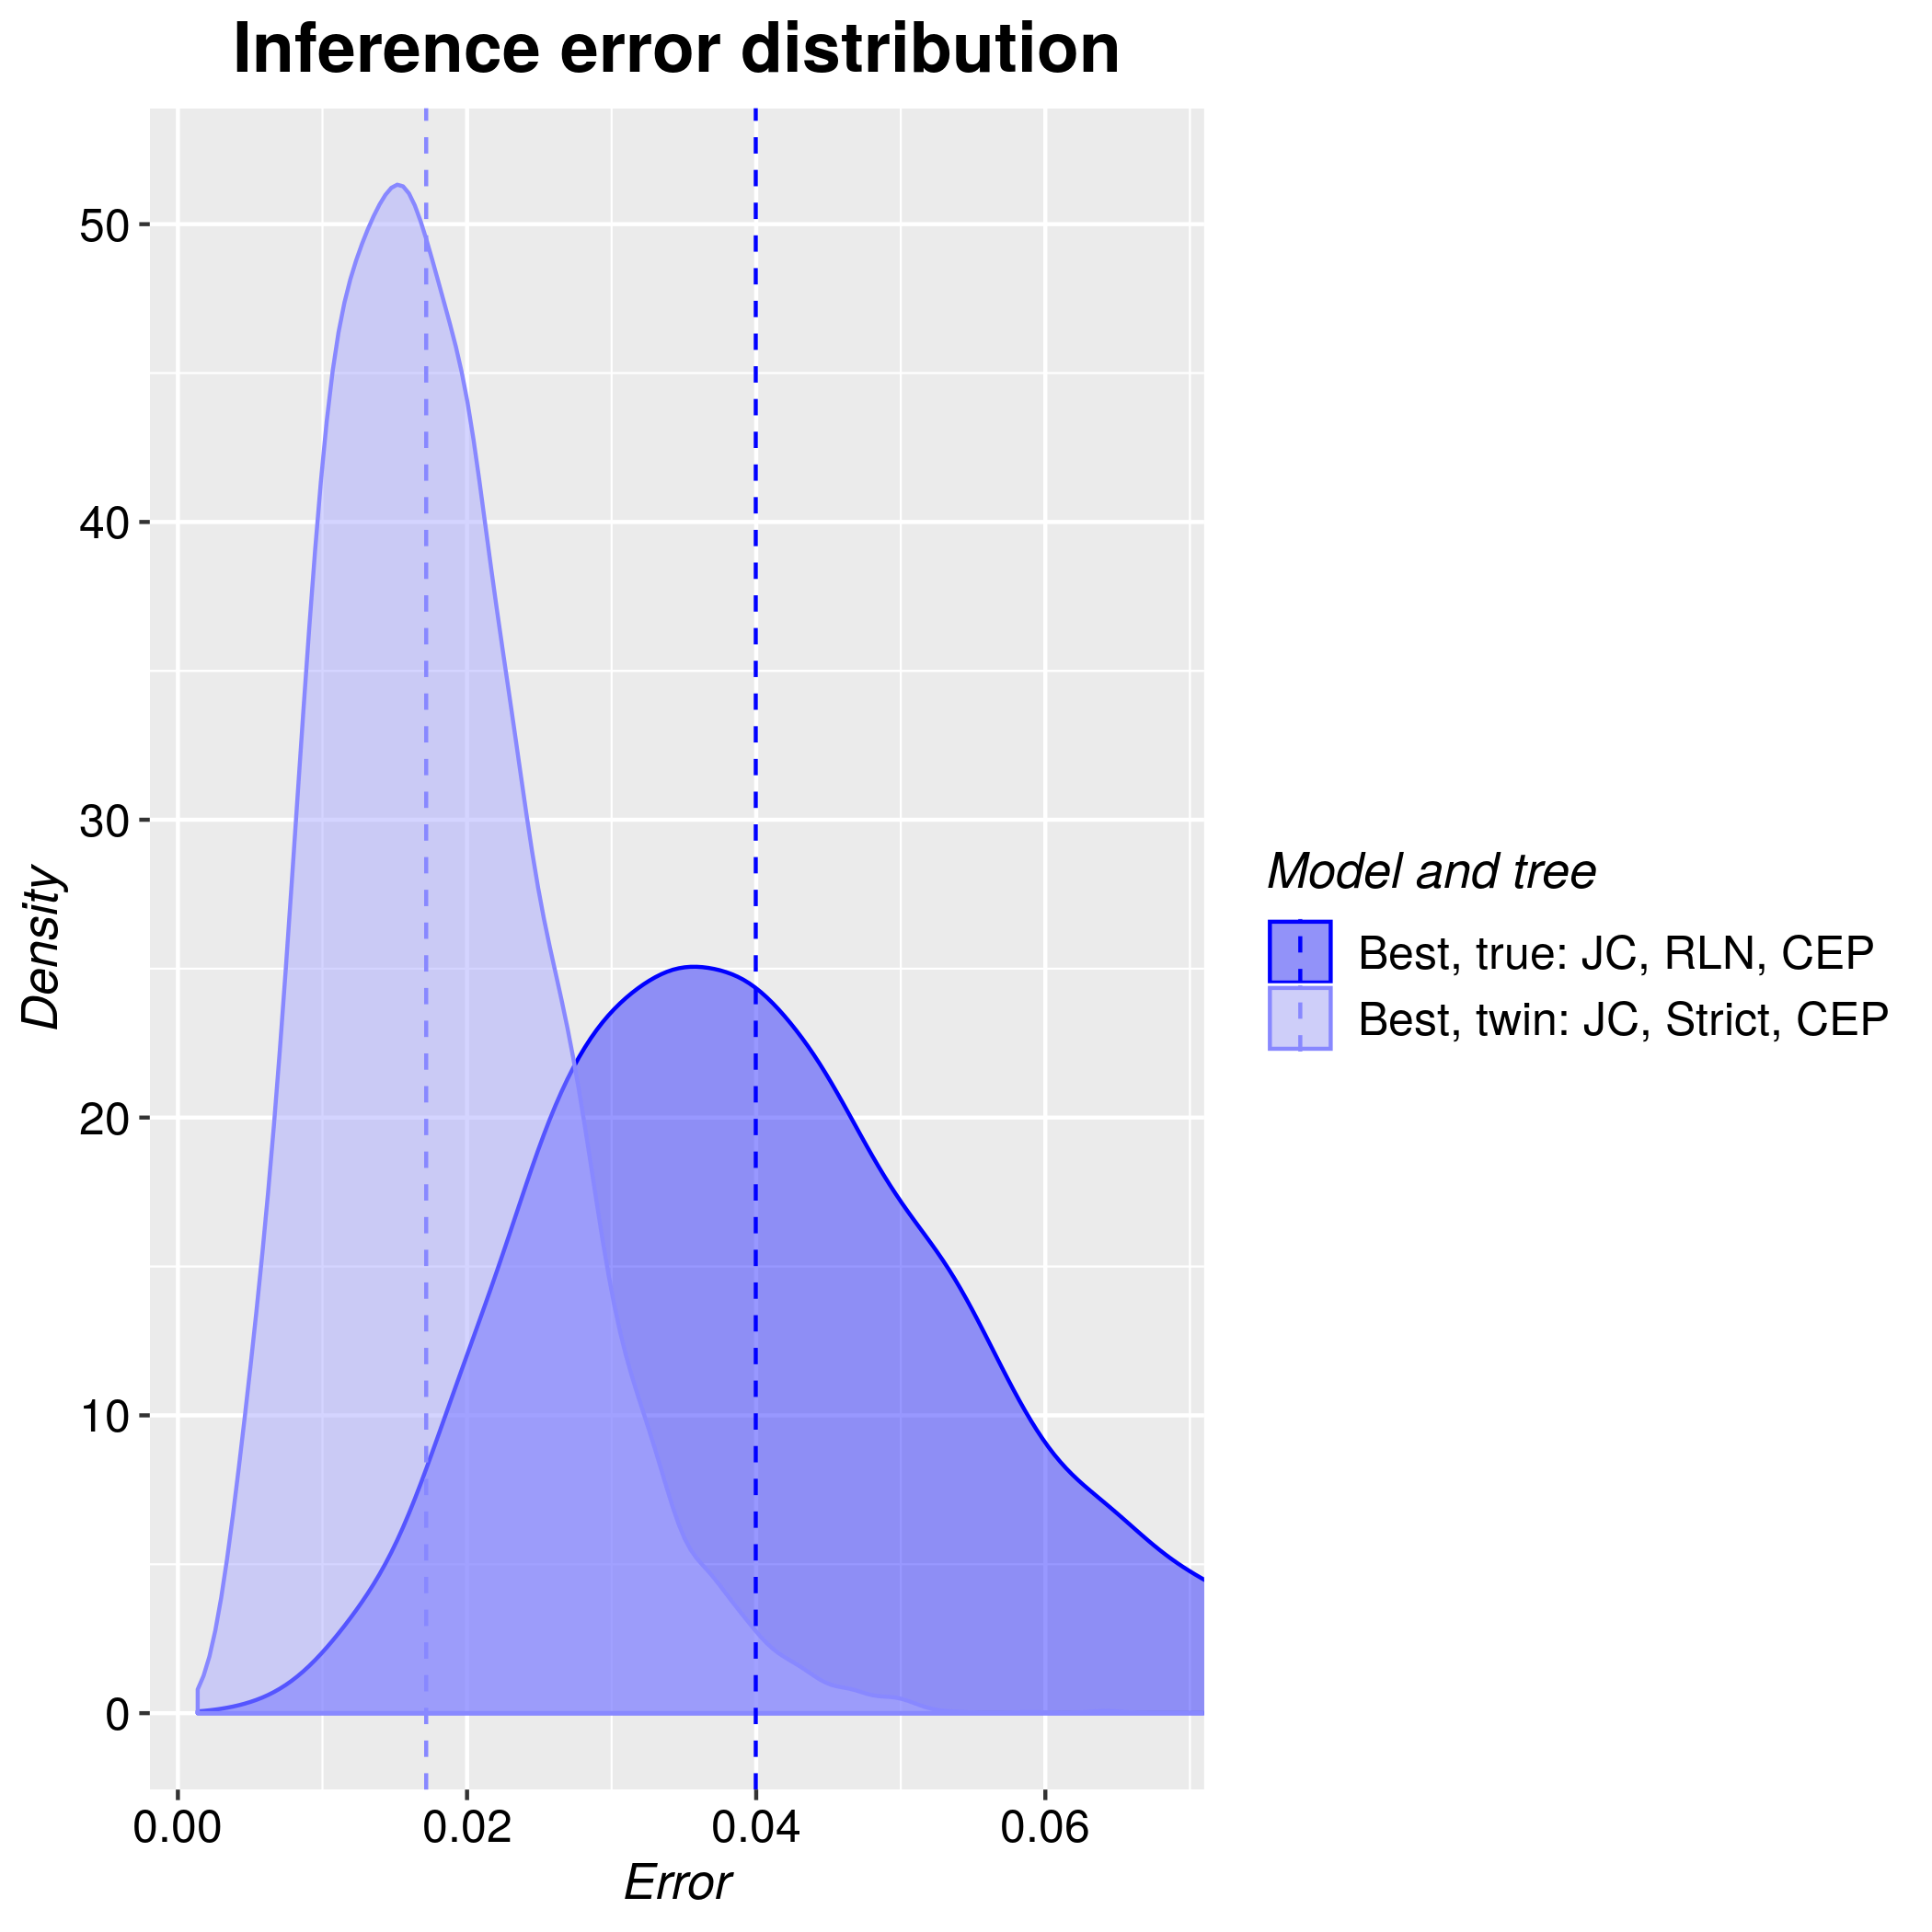 Inference error distribution
50
40
30
20
10
0
Density
0.00 0.02 0.04 0.06
Error
Model and tree
Best, true: JC, RLN, CEP
Best, twin: JC, Strict, CEP